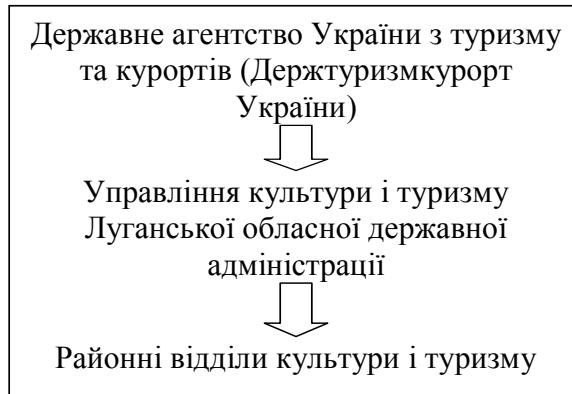 Державне агентство України з туризму
та курортів (Держтуризмкурорт
України)
Управління культури і туризму
Луганської обласної державної
адміністрації
Районні відділи культури і туризму